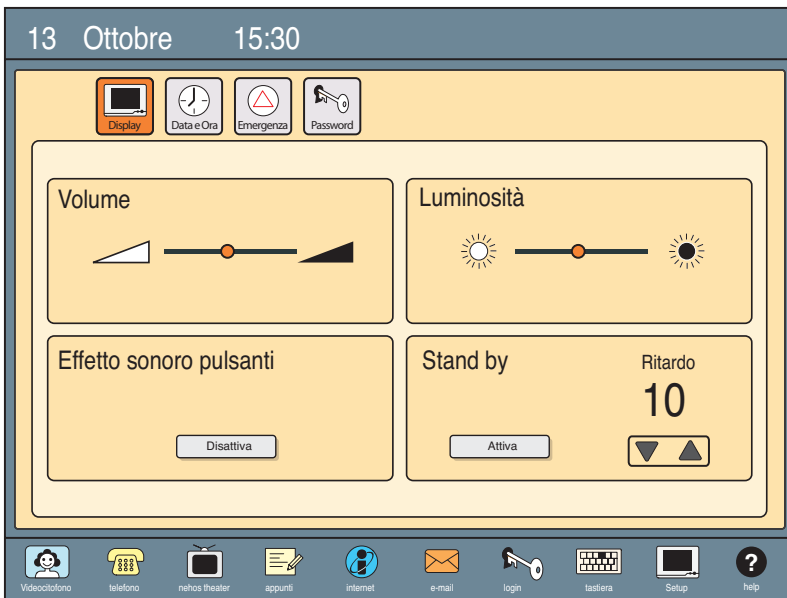 13 Ottobre 15:30
Display Data e Ora Emergenza Password
Volume
Luminosità
Effetto sonoro pulsanti
Disattiva
Stand by
Ritardo
10
Attiva
Videocitofono telefono nehos theater appunti internet e-mail login tastiera Setup help
?